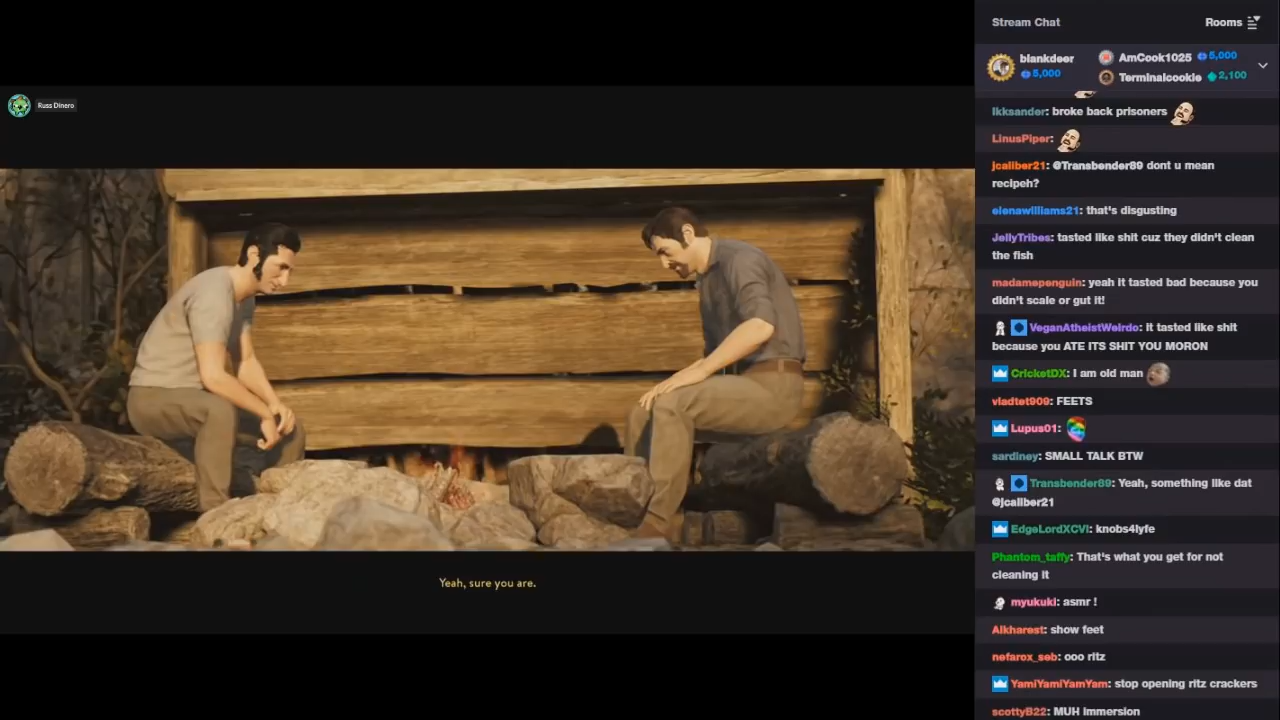 Stream Chat
Rooms
blankdeer
5,000
AmCook1025 5,000
Terminalcookie 2,100
Russ Dinero
Ikksander: broke back prisoners
LinusPiper:
jcaliber21: @Transbender89 dont u mean
recipeh?
elenawilliams21: that's disgusting
JellyTribes: tasted like shit cuz they didn't clean
the fish
madamepenguin: yeah it tasted bad because you
didn't scale or gut it!
VeganAtheistWeirdo: it tasted like shit
because you ATE ITS SHIT YOU MORON
CricketDX: I am old man
vladtet909: FEETS
Lupus01:
sardiney: SMALL TALK BTW
Transbender89: Yeah, something like dat
@jcaliber21
EdgeLordXCVI: knobs4lyfe
Phantom_taffy: That's what you get for not
cleaning it
myukuki: asmr !
Alkharest: show feet
nefarox_seb: ooo ritz
YamiYamiYamYam: stop opening ritz crackers
scottyB22: MUH immersion
Yeah, sure you are.